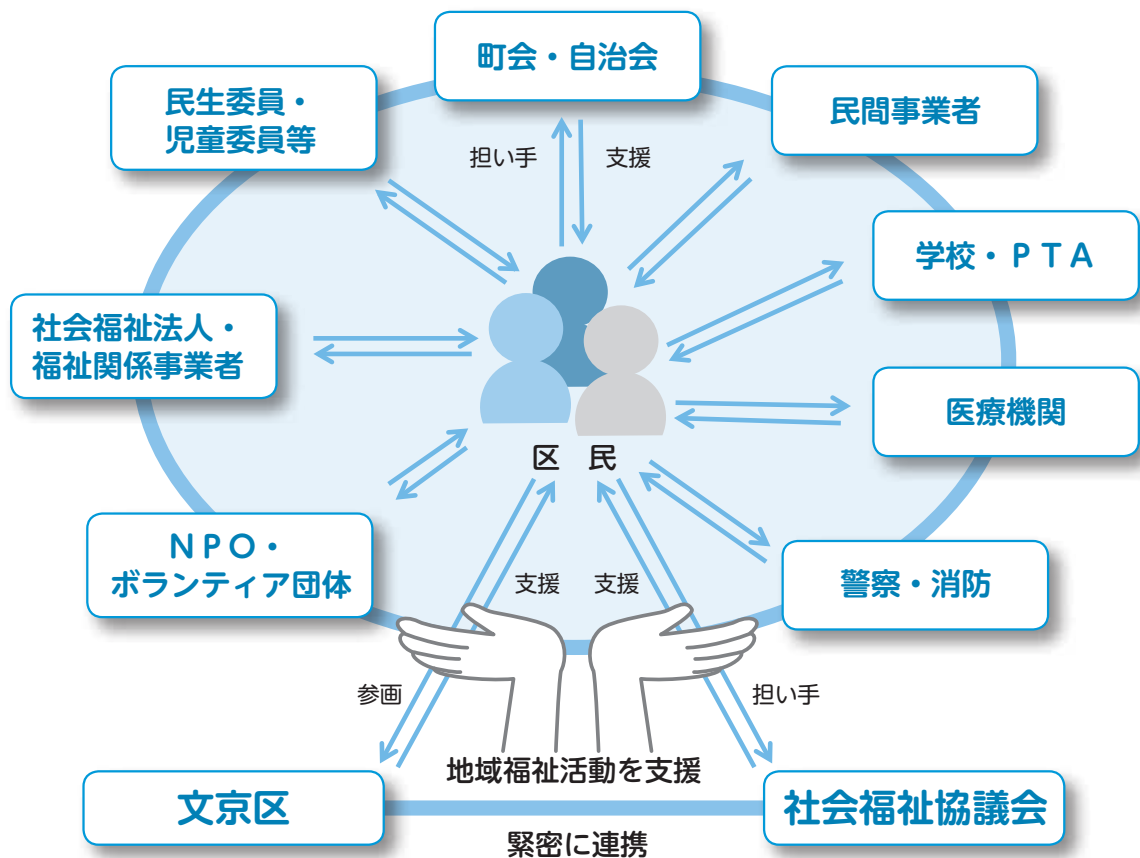 町会・自治会
民生委員・
児童委員等
民間事業者
担い手
支援
学校・ＰＴＡ
社会福祉法人・
福祉関係事業者
医療機関
区　民
ＮＰＯ・
ボランティア団体
支援
支援
警察・消防
参画
担い手
地域福祉活動を支援
文京区
社会福祉協議会
緊密に連携